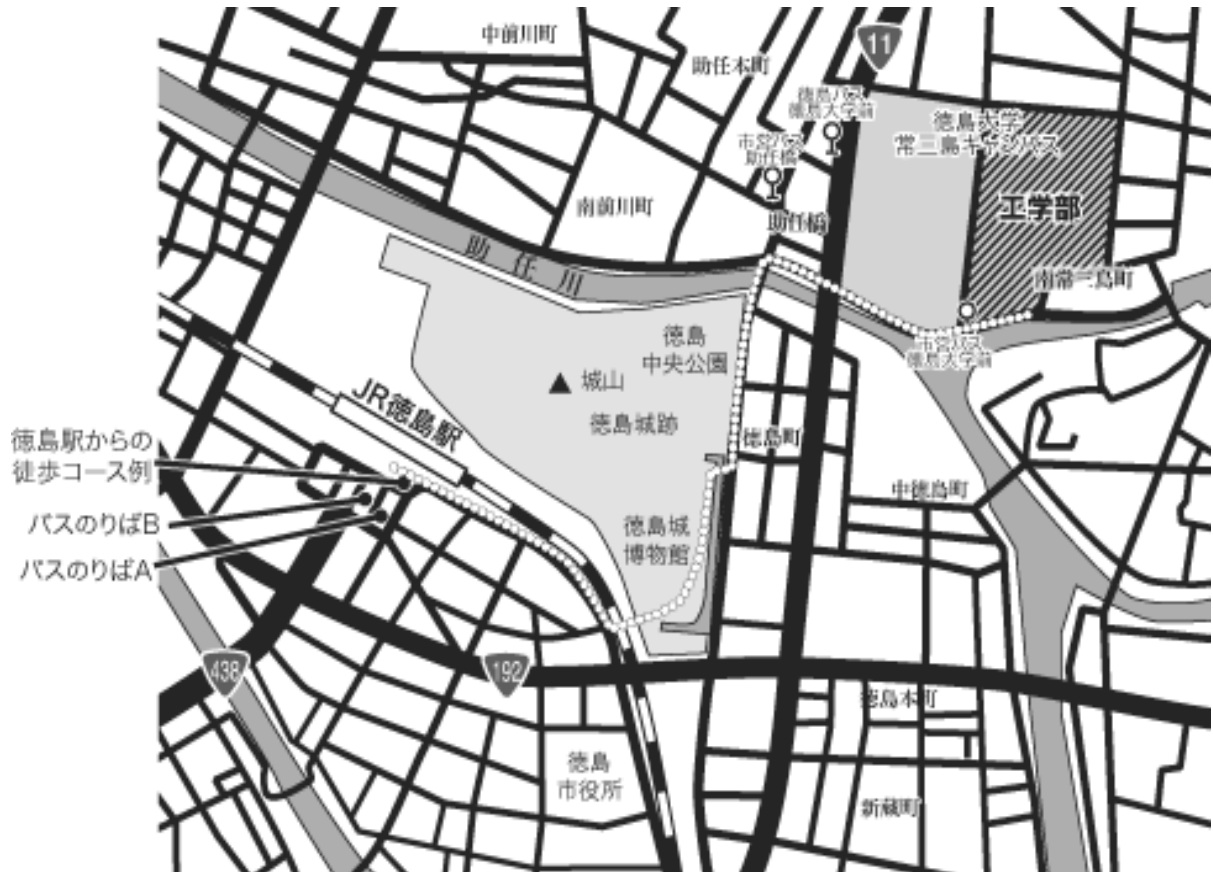 中前川町
11
助任本町
徳島バス
徳島大学前
市営バス
助任橋
徳島大学
常三島キャンパス
工学部
南前川町
助任橋
助任川
南常三島町
市営バス
徳島大学前
徳島
中央公園
城山
徳島城跡
JR徳島駅
徳島町
徳島駅からの
徒歩コース例
バスのりばB
バスのりばA
中徳島町
徳島城
博物館
438
192
徳島本町
徳島
市役所
新蔵町